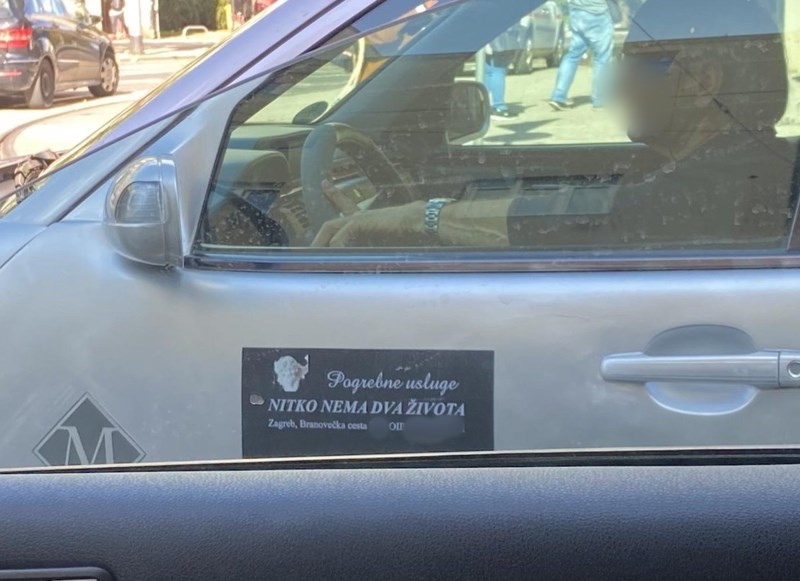 Pogrebne usluge
NITKO NEMA DVA ŽIVOTA
Zagreb, Branovečka cesta
M